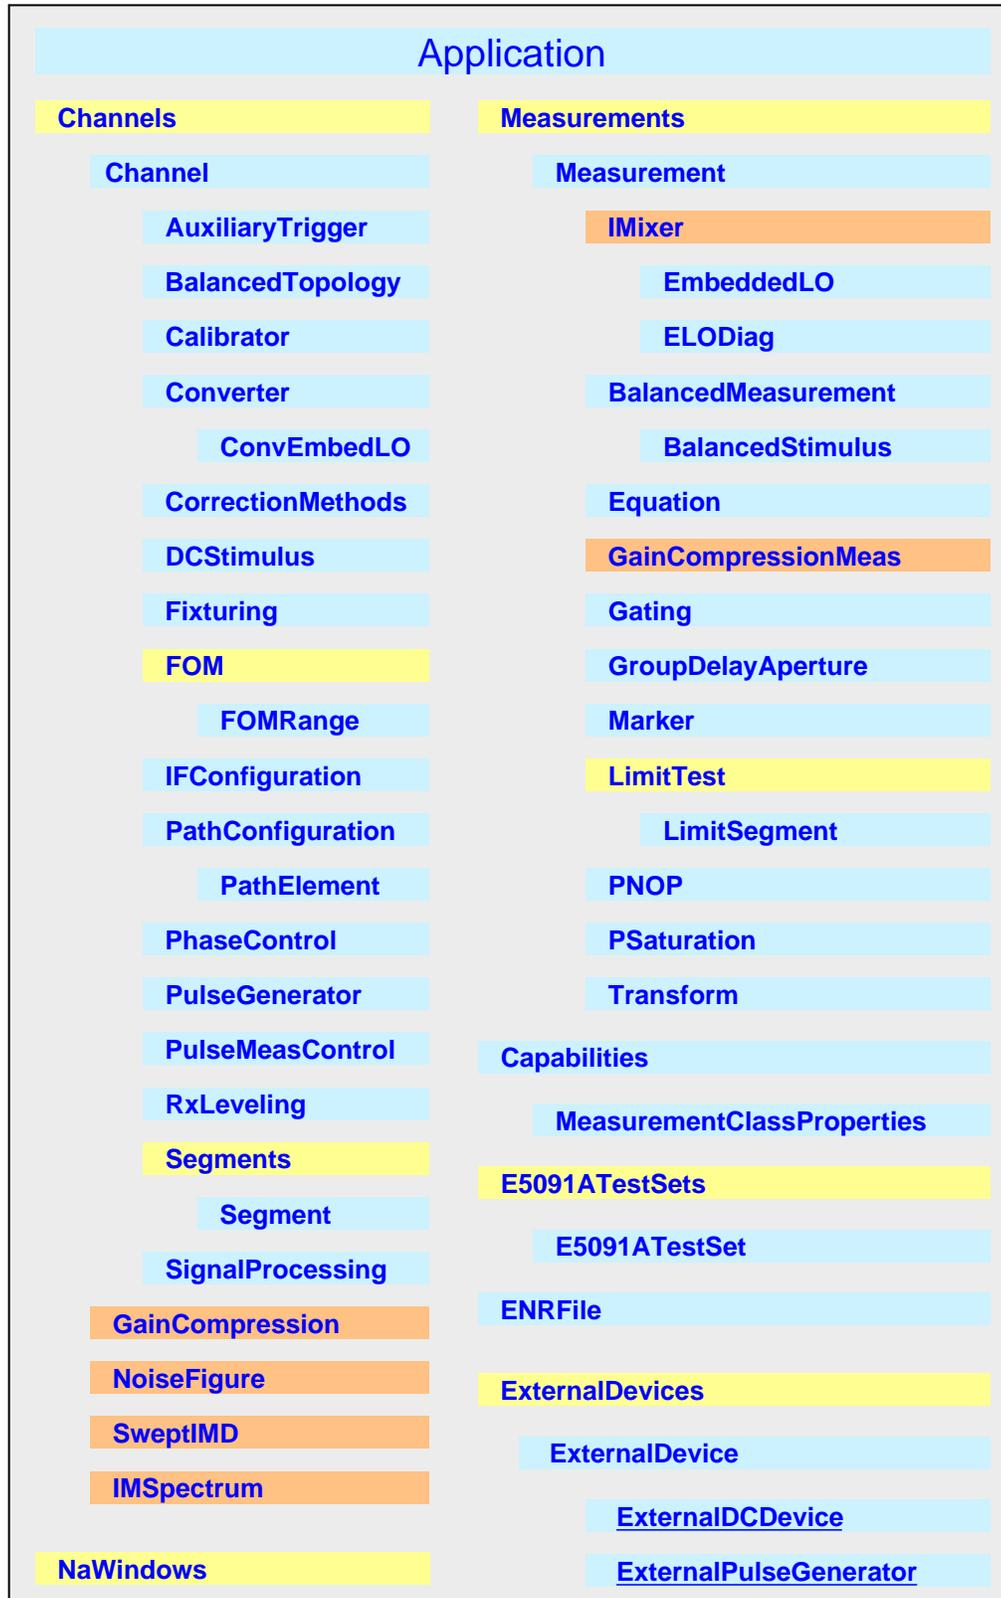 Application
Channels
Channel
AuxiliaryTrigger
BalancedTopology
Calibrator
Converter
ConvEmbedLO
CorrectionMethods
DCStimulus
Fixturing
FOM
FOMRange
IFConfiguration
PathConfiguration
PathElement
PhaseControl
PulseGenerator
PulseMeasControl
RxLeveling
Segments
Segment
SignalProcessing
GainCompression
NoiseFigure
SweptIMD
IMSpectrum
NaWindows
Measurements
Measurement
IMixer
EmbeddedLO
ELODiag
BalancedMeasurement
BalancedStimulus
Equation
GainCompressionMeas
Gating
GroupDelayAperture
Marker
LimitTest
LimitSegment
PNOP
PSaturation
Transform
Capabilities
MeasurementClassProperties
E5091ATestSets
E5091ATestSet
ENRFile
ExternalDevices
ExternalDevice
ExternalDCDevice
ExternalPulseGenerator